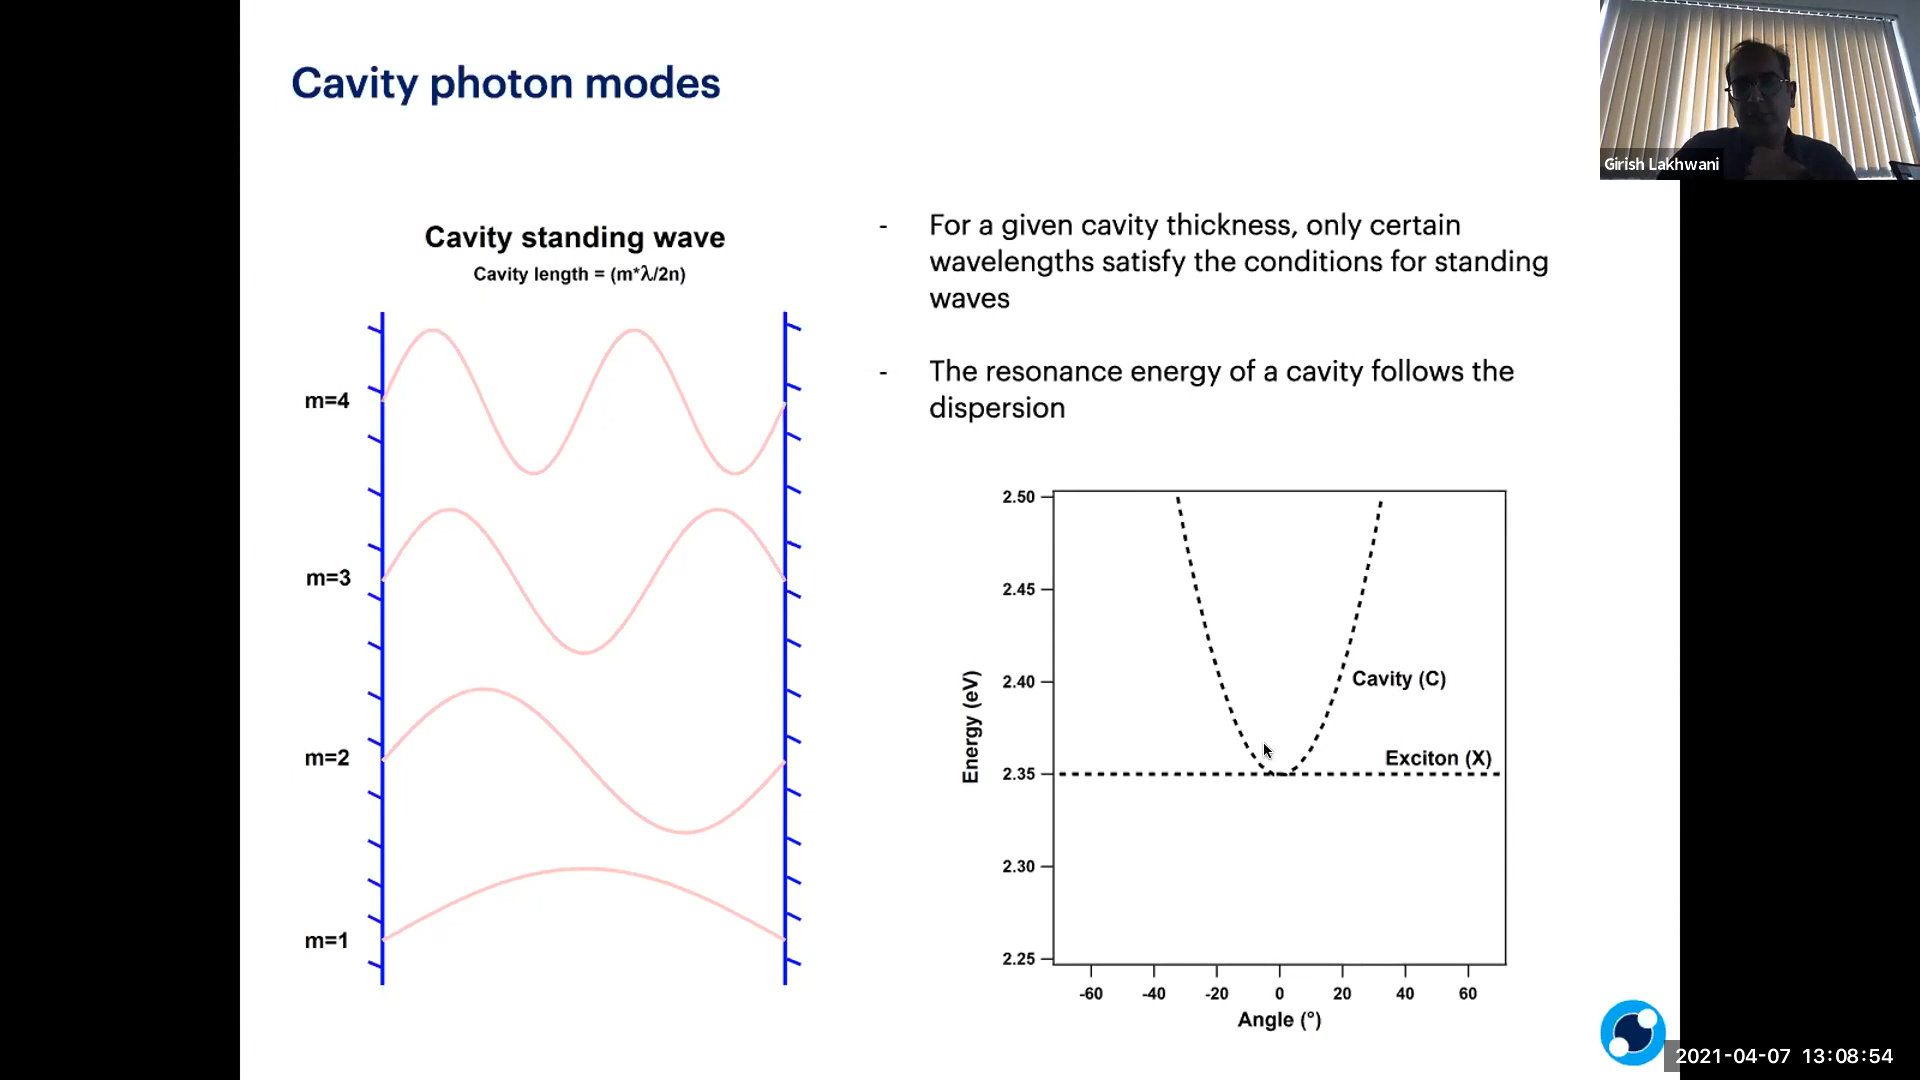 Cavity photon modes
Girish Lakhwani
Cavity standing wave
Cavity length = (m*λ/2n)
m=4
m=3
m=2
m=1
- For a given cavity thickness, only certain
wavelengths satisfy the conditions for standing
waves
- The resonance energy of a cavity follows the
dispersion
2.50
2.45
2.40
2.35
2.30
2.25
Energy (eV)
Cavity (C)
Exciton (X)
-60 -40 -20 0 20 40 60
Angle (°)
2021-04-07 13:08:54